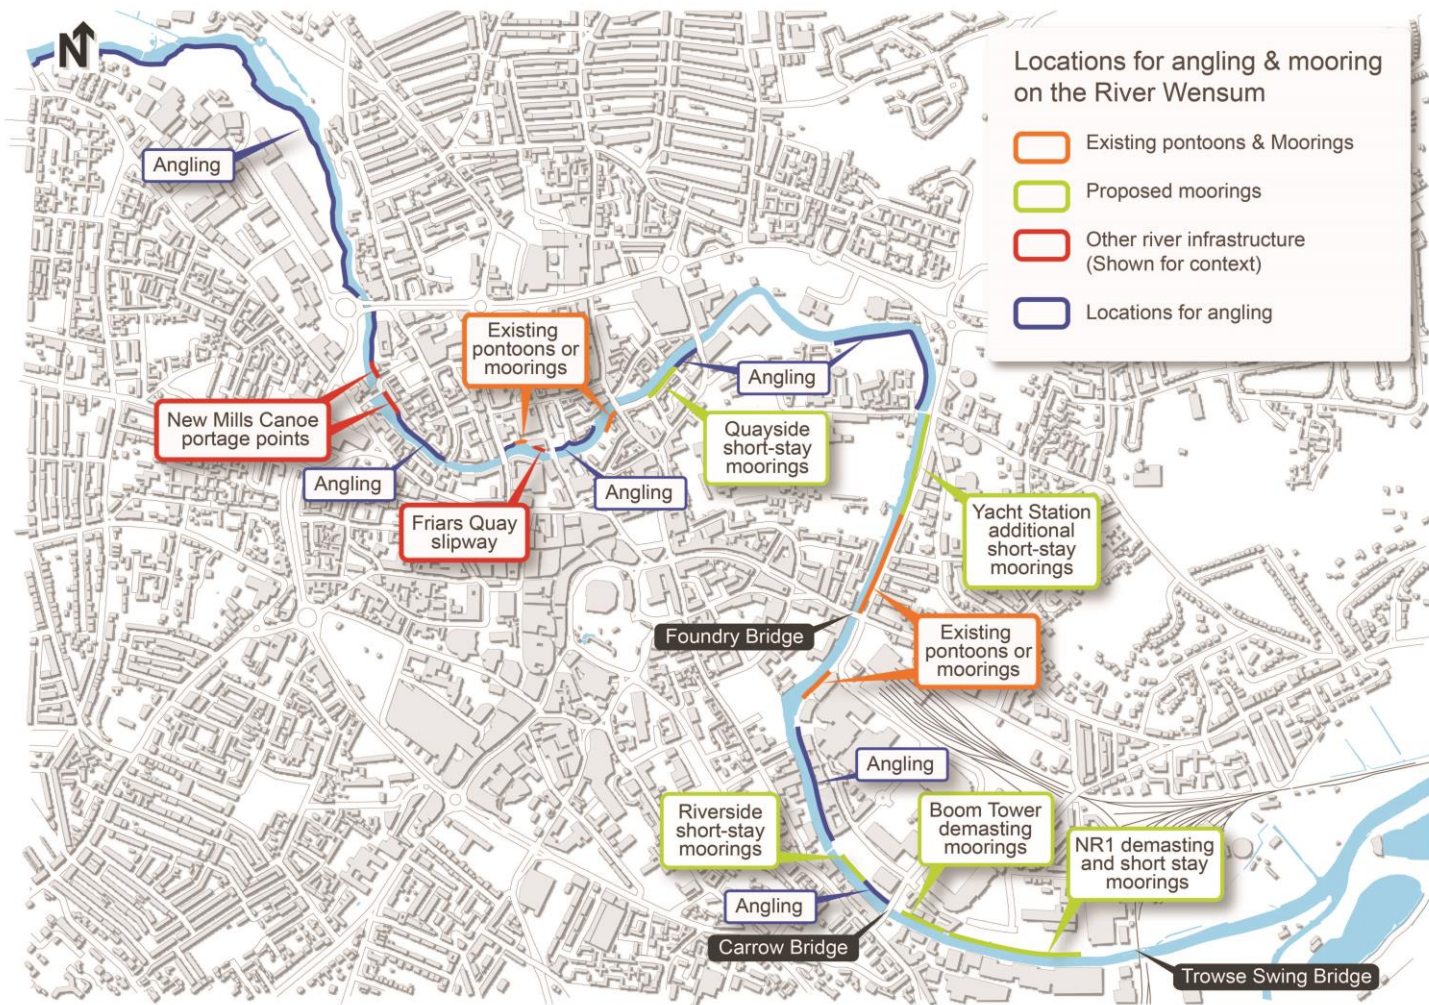 N
Locations for angling & mooring
on the River Wensum
Existing pontoons & Moorings
Proposed moorings
Other river infrastructure
(Shown for context)
Locations for angling
Angling
Existing
pontoons or
moorings
Angling
New Mills Canoe
portage points
Quayside
short-stay
moorings
Angling
Angling
Friars Quay
slipway
Yacht Station
additional
short-stay
moorings
Foundry Bridge
Existing
pontoons or
moorings
Angling
Riverside
short-stay
moorings
Boom Tower
demasting
moorings
NR1 demasting
and short stay
moorings
Angling
Carrow Bridge
Trowse Swing Bridge